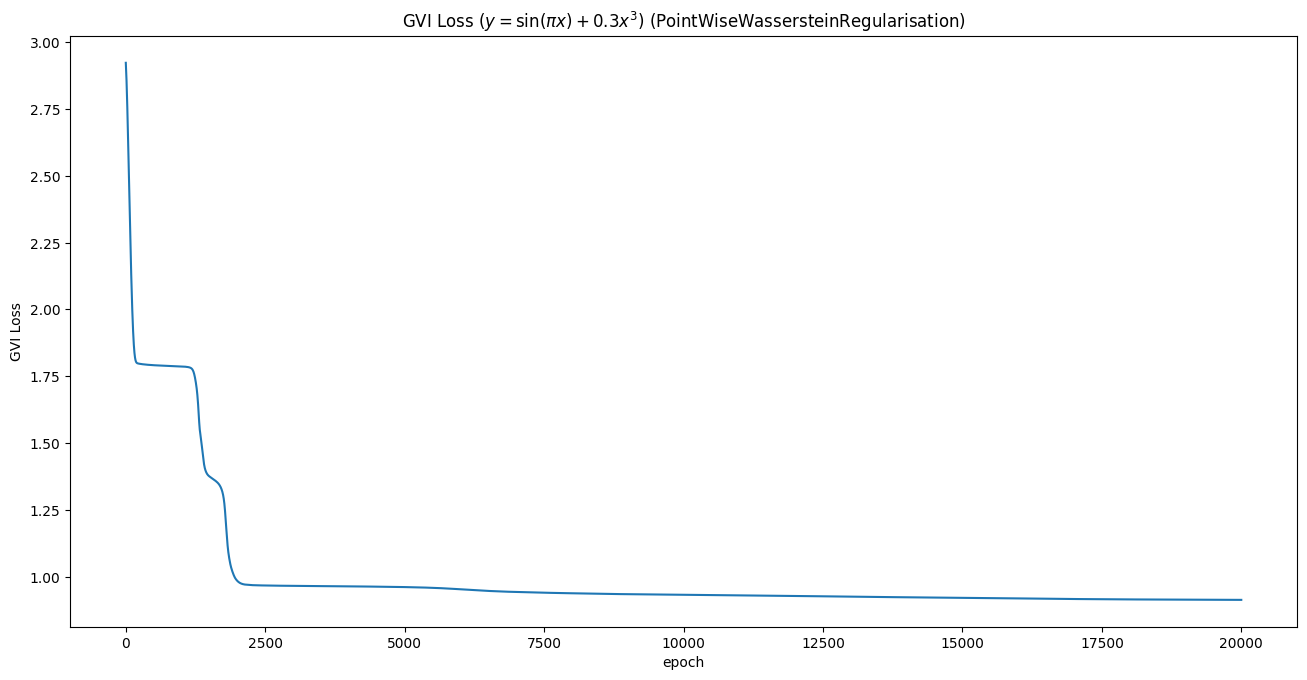 GVI Loss (y = sin(πx) + 0.3x³) (PointWiseWassersteinRegularisation)
3.00
2.75
2.50
2.25
2.00
1.75
1.50
1.25
1.00
GVI Loss
0 2500 5000 7500 10000 12500 15000 17500 20000
epoch